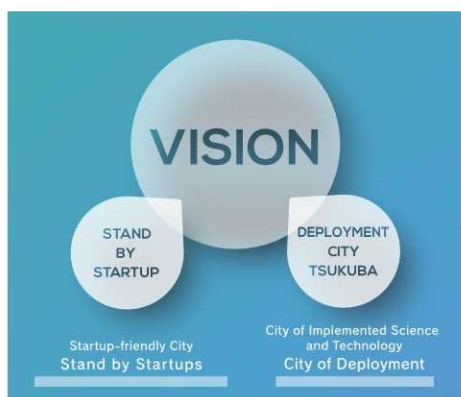 VISION
STAND
BY
STARTUP
DEPLOYMENT
CITY
TSUKUBA
Startup-friendly City
Stand by Startups
City of Implemented Science
and Technology
City of Deployment